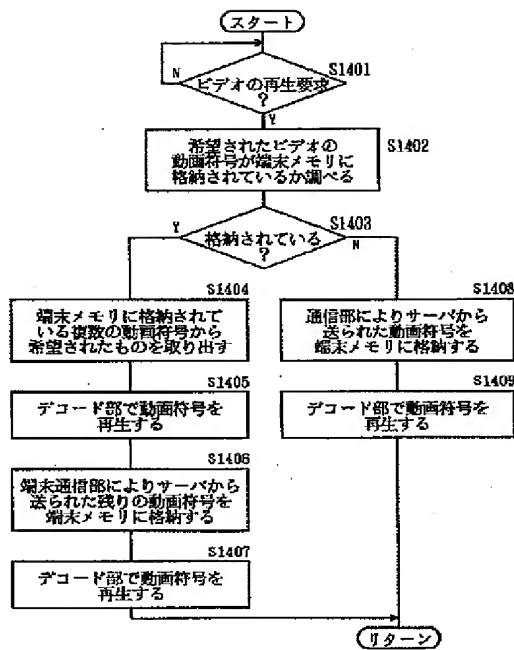 スタート
S1401
N
ビデオの再生要求
?
Y
S1402
希望されたビデオの
動画符号が端末メモリに
格納されているか調べる
S1403
Y
格納されている
?
N
S1404
端末メモリに格納されて
いる複数の動画符号から
希望されたものを取り出す
S1405
デコード部で動画符号を
再生する
S1406
端末通信部によりサーバから
送られた残りの動画符号を
端末メモリに格納する
S1407
デコード部で動画符号を
再生する
S1408
通信部によりサーバから
送られた動画符号を
端末メモリに格納する
S1409
デコード部で動画符号を
再生する
リターン